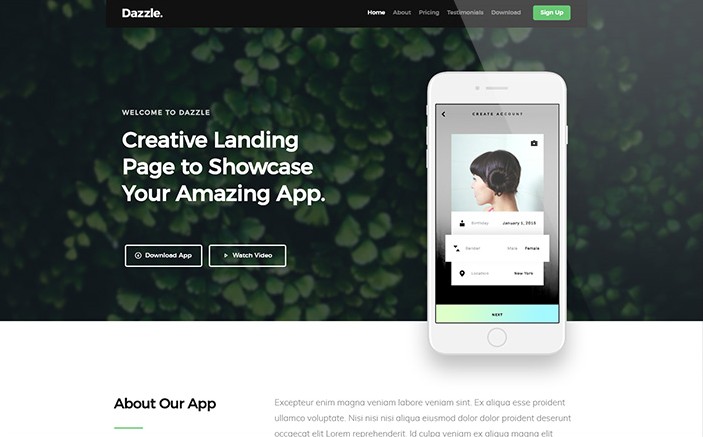 Dazzle.
Home About Pricing Testimonials Download Sign Up
WELCOME TO DAZZLE
Creative Landing
Page to Showcase
Your Amazing App.
Download App Watch Video
CREATE ACCOUNT
Birthday January 1, 2015
Gender Male Female
Location New York
NEXT
About Our App
Excepteur enim magna veniam labore veniam sint. Ex aliqua esse proident
ullamco voluptate. Nisi nisi nisi aliqua eiusmod dolor dolor proident deserunt
occaecat elit Lorem reprehenderit. Id culpa veniam ex aliqua magna elit